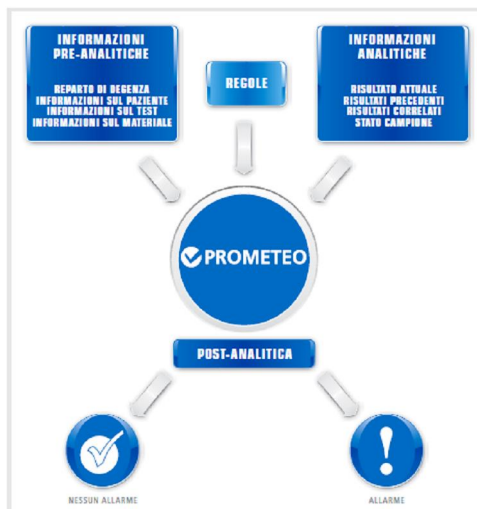 INFORMAZIONI
PRE-ANALITICHE
REPARTO DI DEGENZA
INFORMAZIONI SUL PAZIENTE
INFORMAZIONI SUL TEST
INFORMAZIONI SUL MATERIALE
REGOLE
INFORMAZIONI
ANALITICHE
RISULTATO ATTUALE
RISULTATI PRECEDENTI
RISULTATI CORRELATI
STATO CAMPIONE
PROMETEO
POST-ANALITICA
NESSUN ALLARME
ALLARME